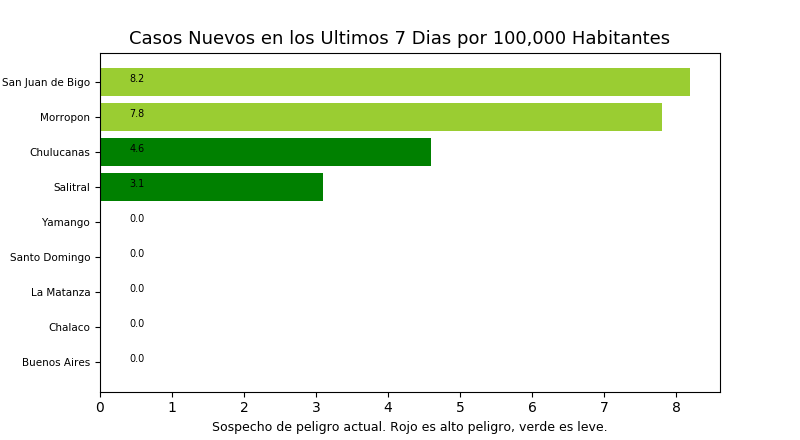 Casos Nuevos en los Ultimos 7 Dias por 100,000 Habitantes
San Juan de Bigo 8.2
Morropon 7.8
Chulucanas 4.6
Salitral 3.1
Yamango 0.0
Santo Domingo 0.0
La Matanza 0.0
Chalaco 0.0
Buenos Aires 0.0
0 1 2 3 4 5 6 7 8
Sospecho de peligro actual. Rojo es alto peligro, verde es leve.